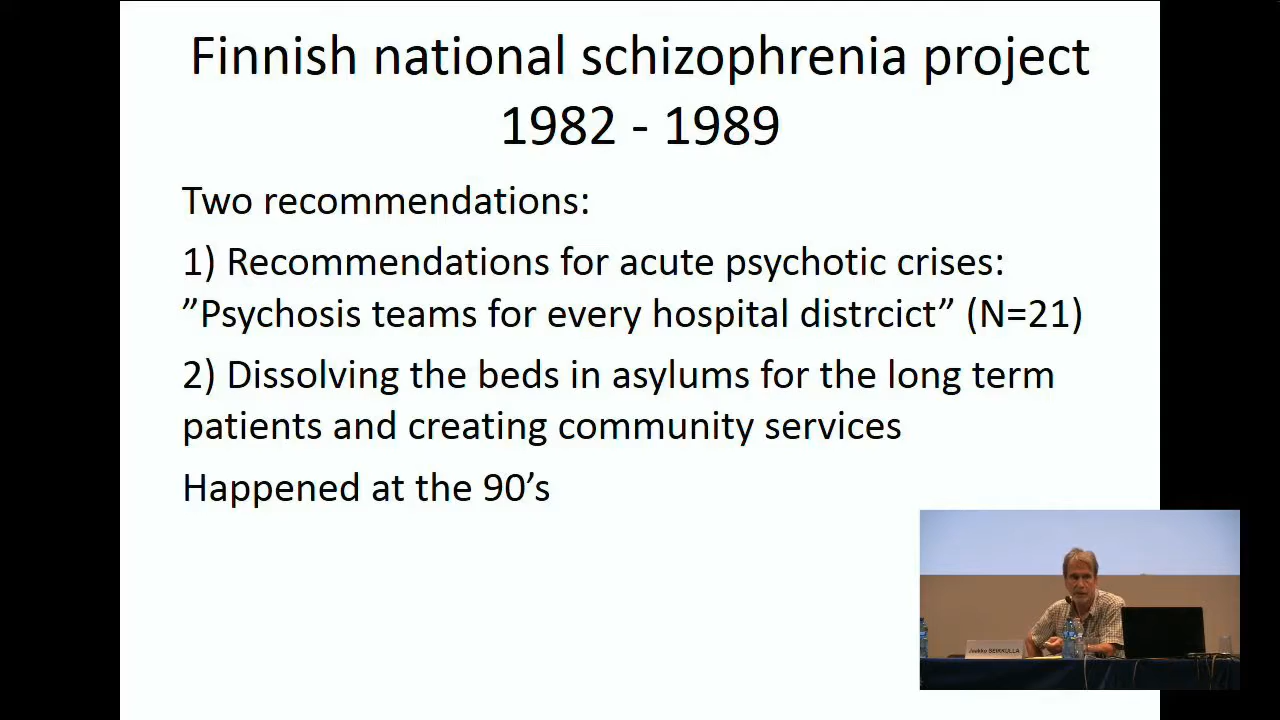 Finnish national schizophrenia project
1982 - 1989
Two recommendations:
1) Recommendations for acute psychotic crises:
”Psychosis teams for every hospital distrcict” (N=21)
2) Dissolving the beds in asylums for the long term
patients and creating community services
Happened at the 90’s
Jaakko SEIKKULLA